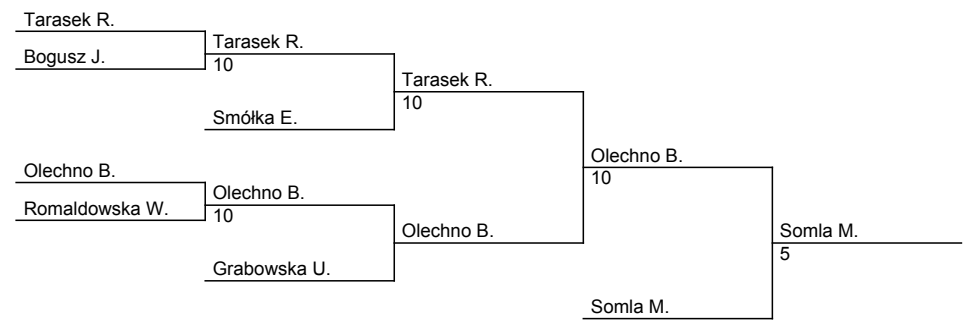 Tarasek R.
Bogusz J.
Tarasek R.
10
Smółka E.
Tarasek R.
10
Olechno B.
Romaldowska W.
Olechno B.
10
Grabowska U.
Olechno B.
Olechno B.
10
Somla M.
Somla M.
5